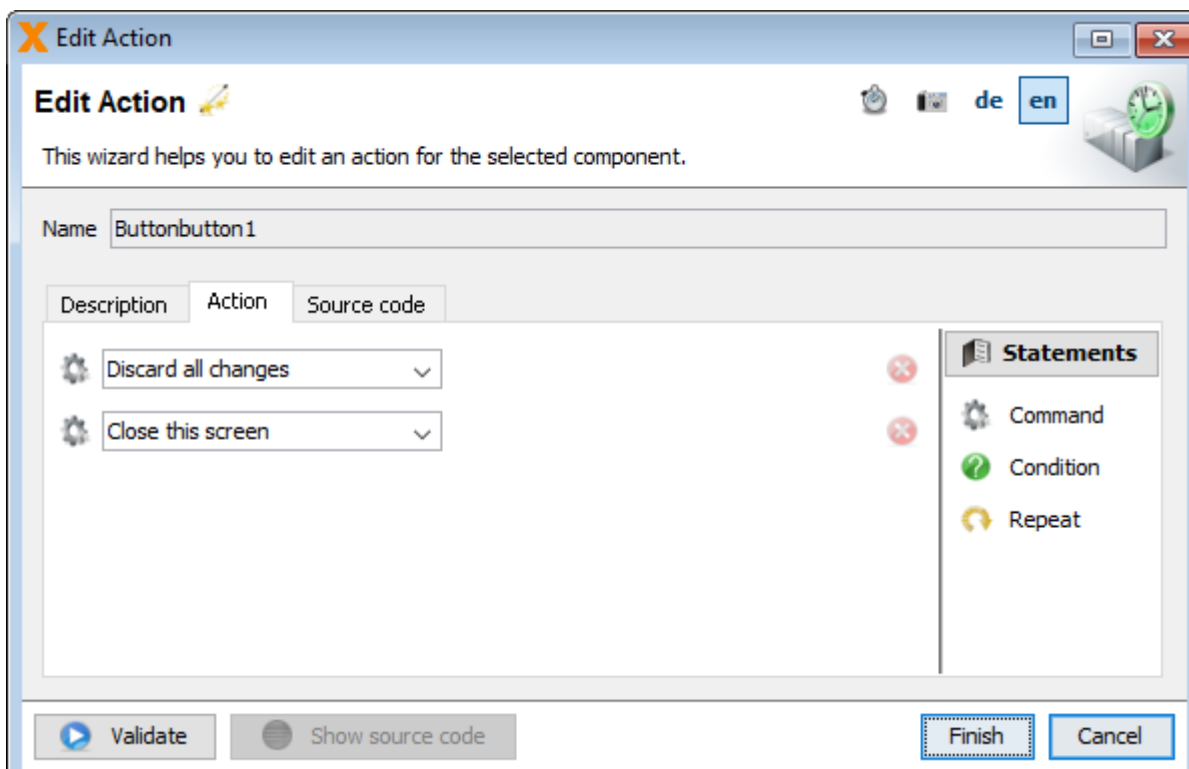 Edit Action
Edit Action
de en
This wizard helps you to edit an action for the selected component.
Name Buttonbutton1
Description Action Source code
Discard all changes
Close this screen
Statements
Command
Condition
Repeat
Validate Show source code Finish Cancel